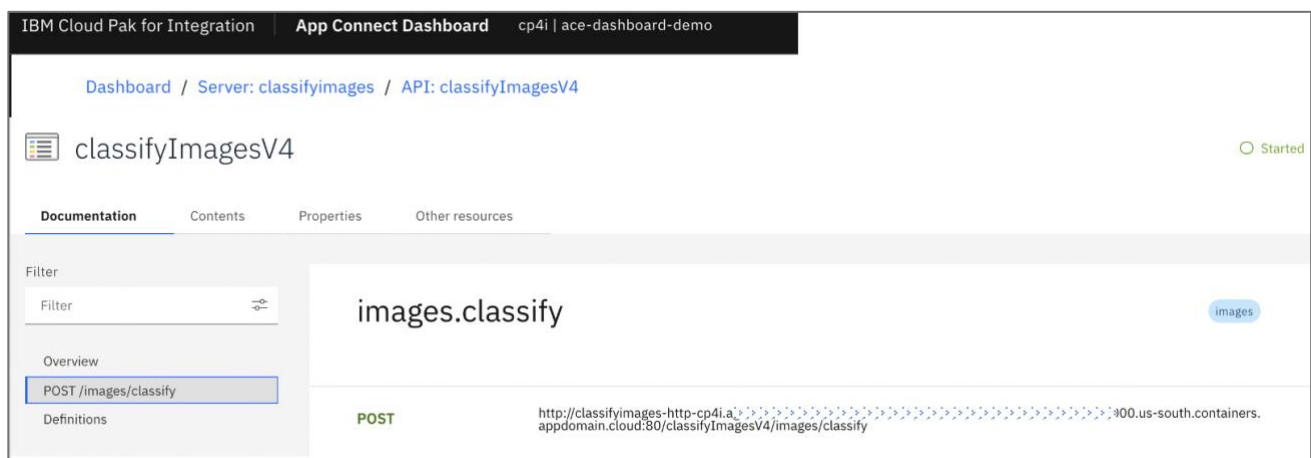 IBM Cloud Pak for Integration App Connect Dashboard cp4i | ace-dashboard-demo
Dashboard / Server: classifyimages / API: classifyImagesV4
classifyImagesV4
Started
Documentation Contents Properties Other resources
Filter
Filter
images.classify
images
Overview
POST /images/classify
Definitions
POST
http://classifyimages-http-cp4i.a 00.us-south.containers.
appdomain.cloud:80/classifyImagesV4/images/classify